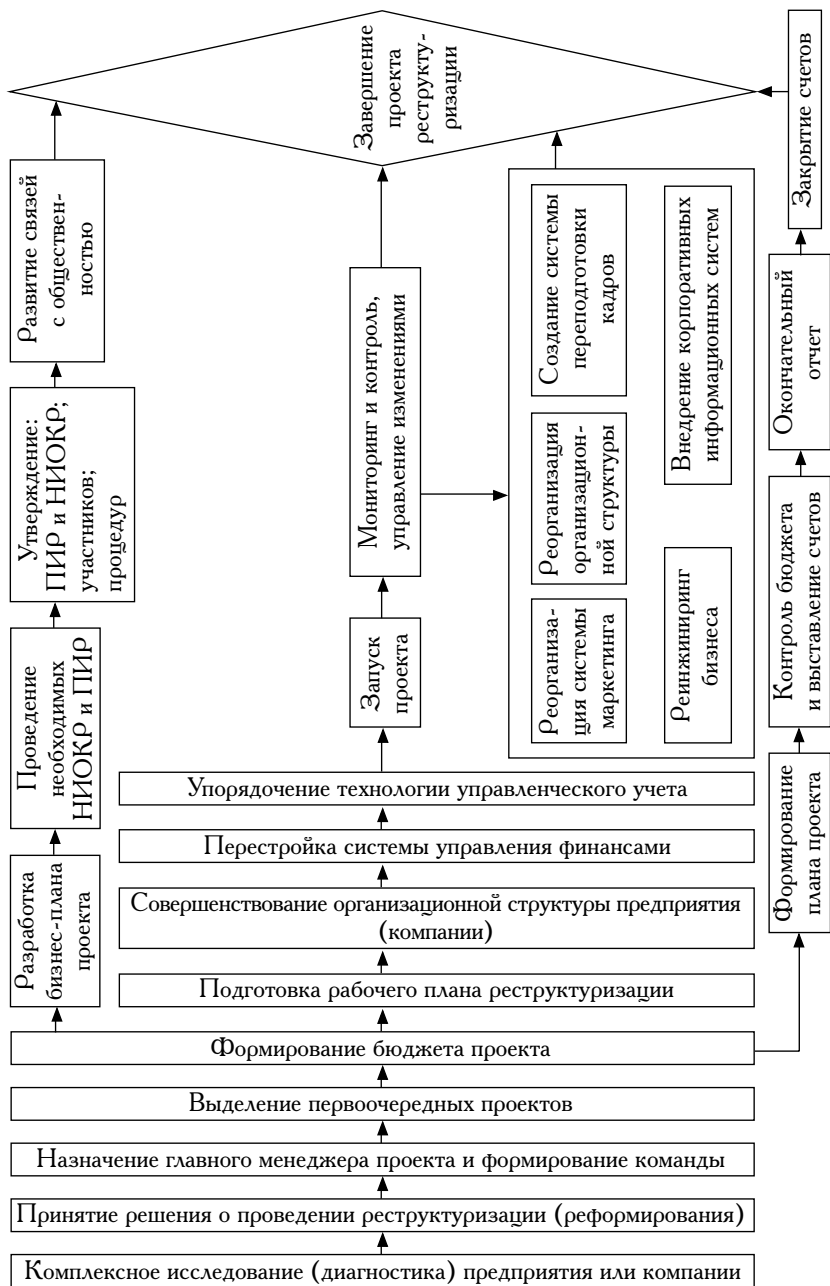 Комплексное исследование (диагностика) предприятия или компании
Принятие решения о проведении реструктуризации (реформирования)
Назначение главного менеджера проекта и формирование команды
Выделение первоочередных проектов
Формирование бюджета проекта
Разработка
бизнес-плана
проекта
Проведение
необходимых
НИОКР и ПИР
Утверждение:
ПИР и НИОКР;
участников;
процедур
Развитие связей
с обществен-
ностью
Подготовка рабочего плана реструктуризации
Совершенствование организационной структуры предприятия
(компании)
Перестройка системы управления финансами
Упорядочение технологии управленческого учета
Запуск
проекта
Мониторинг и контроль,
управление изменениями
Реорганиза-
ция системы
маркетинга
Реорганизация
организацион-
ной структуры
Создание системы
переподготовки
кадров
Реинжиниринг
бизнеса
Внедрение корпоративных
информационных систем
Формирование
плана проекта
Контроль бюджета
и выставление счетов
Окончательный
отчет
Закрытие счетов
Завершение
проекта
реструкту-
ризации